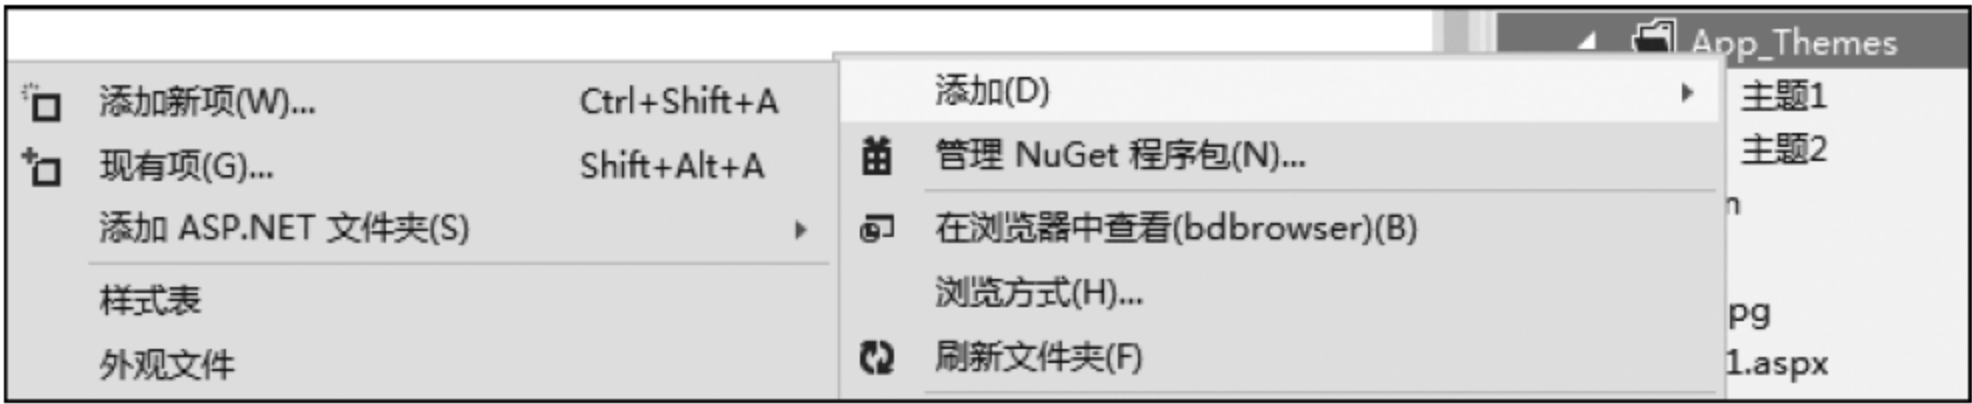 App_Themes
添加新项(W)... Ctrl+Shift+A
现有项(G)... Shift+Alt+A
添加 ASP.NET 文件夹(S)
样式表
外观文件
添加(D)
管理 NuGet 程序包(N)...
在浏览器中查看(bdbrowser)(B)
浏览方式(H)...
刷新文件夹(F)
主题1
主题2
pg
1.aspx